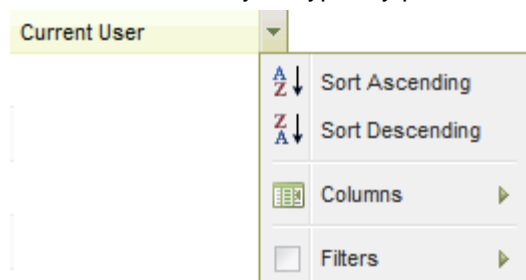 Current User
Sort Ascending
Sort Descending
Columns
Filters